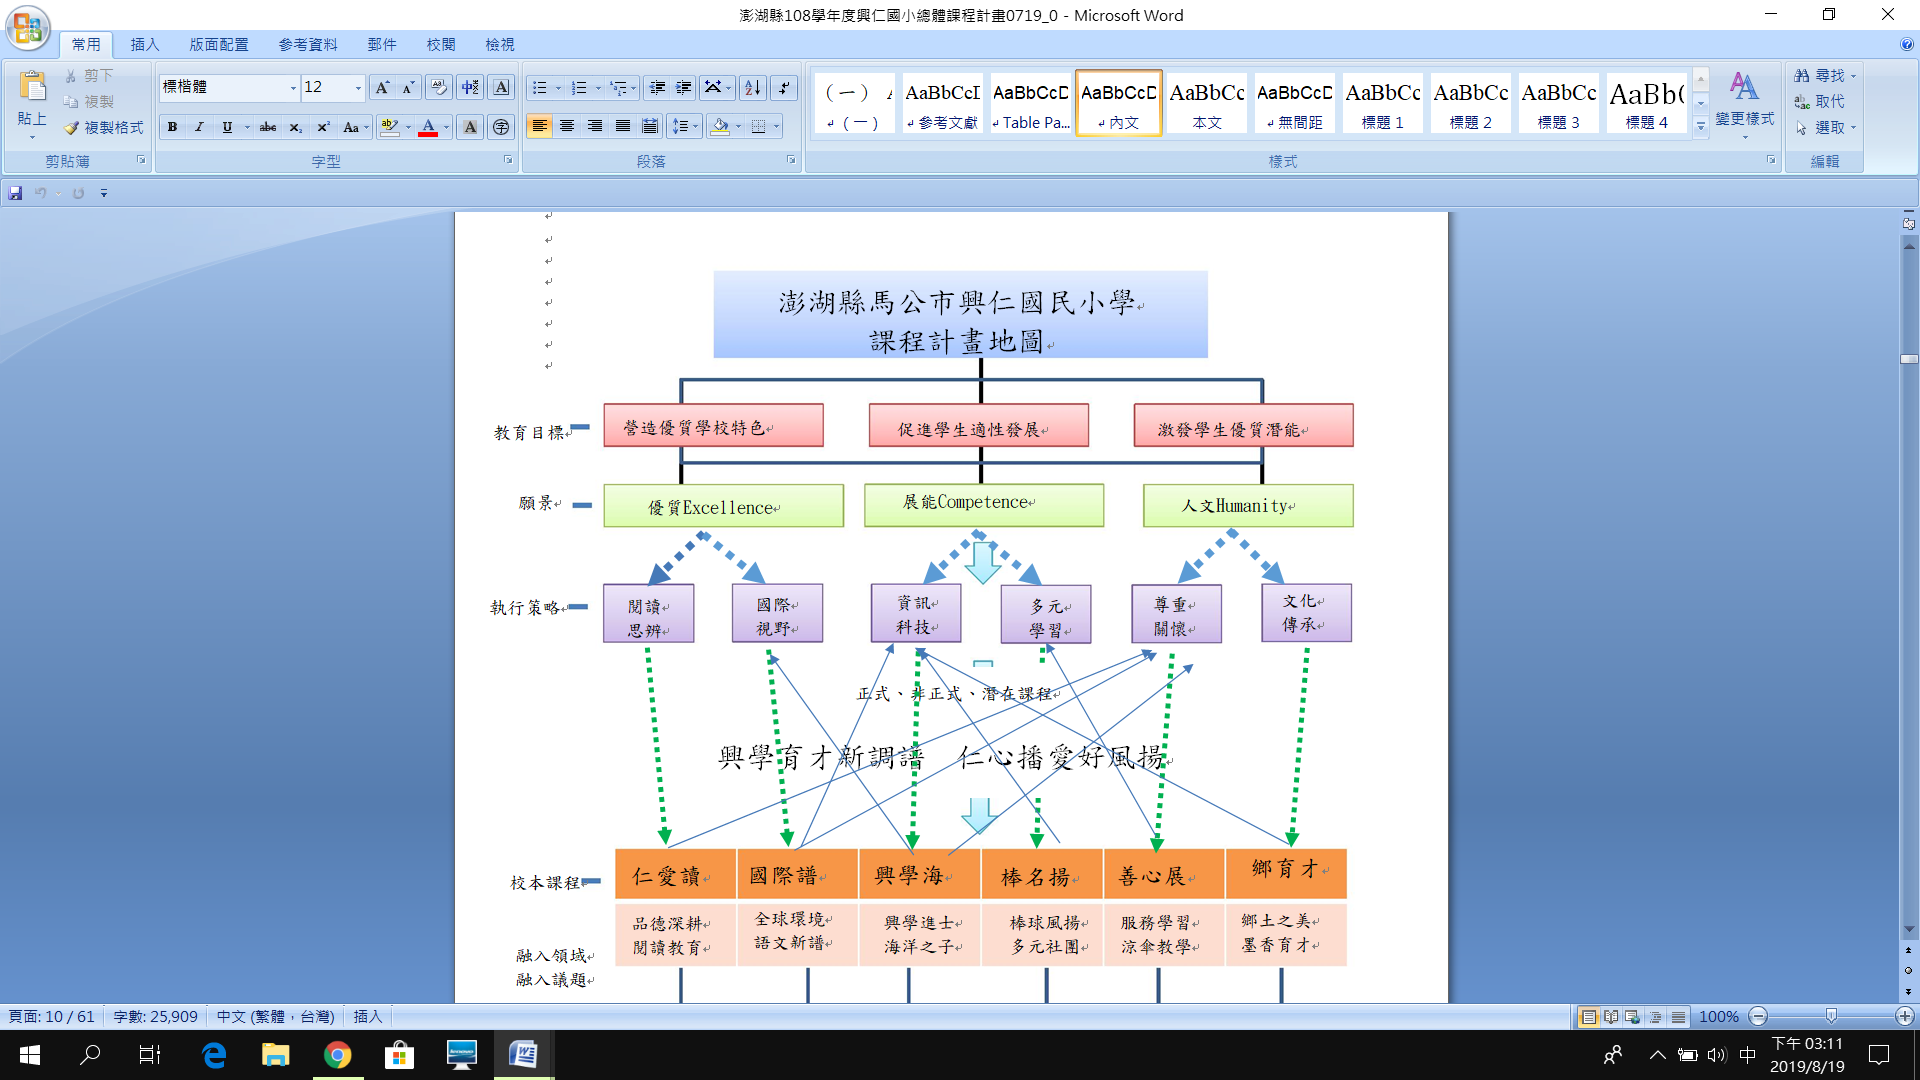 澎湖縣108學年度興仁國小總體課程計畫0719_0 - Microsoft Word
常用 插入 版面配置 參考資料 郵件 校閱 檢視
貼上
剪下
複製
複製格式
剪貼簿
標楷體 12
字型
段落
(一) AaBbCcI AaBbCcD AaBbCcD AaBbCc AaBbCcD AaBbCc AaBbCc AaBbCc AaBb(
(一) 參考文獻 Table Pa... 內文 本文 無間距 標題 1 標題 2 標題 3 標題 4
變更樣式
樣式
尋找
取代
選取
編輯
澎湖縣馬公市興仁國民小學
課程計畫地圖
教育目標 營造優質學校特色 促進學生適性發展 激發學生優質潛能
願景 優質Excellence 展能Competence 人文Humanity
執行策略
閱讀 國際 資訊 多元 尊重 文化
思辨 視野 科技 學習 關懷 傳承
正式、非正式、潛在課程
興學育才新調譜 仁心播愛好風揚
校本課程 仁愛讀 國際譜 興學海 棒名揚 善心展 鄉育才
品德深耕 全球環境 興學進士 棒球風揚 服務學習 鄉土之美
閱讀教育 語文新譜 海洋之子 多元社團 涼傘教學 墨香育才
融入領域
融入議題
頁面: 10 / 61 字數: 25,909 中文 (繁體，台灣) 插入 100%
中 下午 03:11
2019/8/19